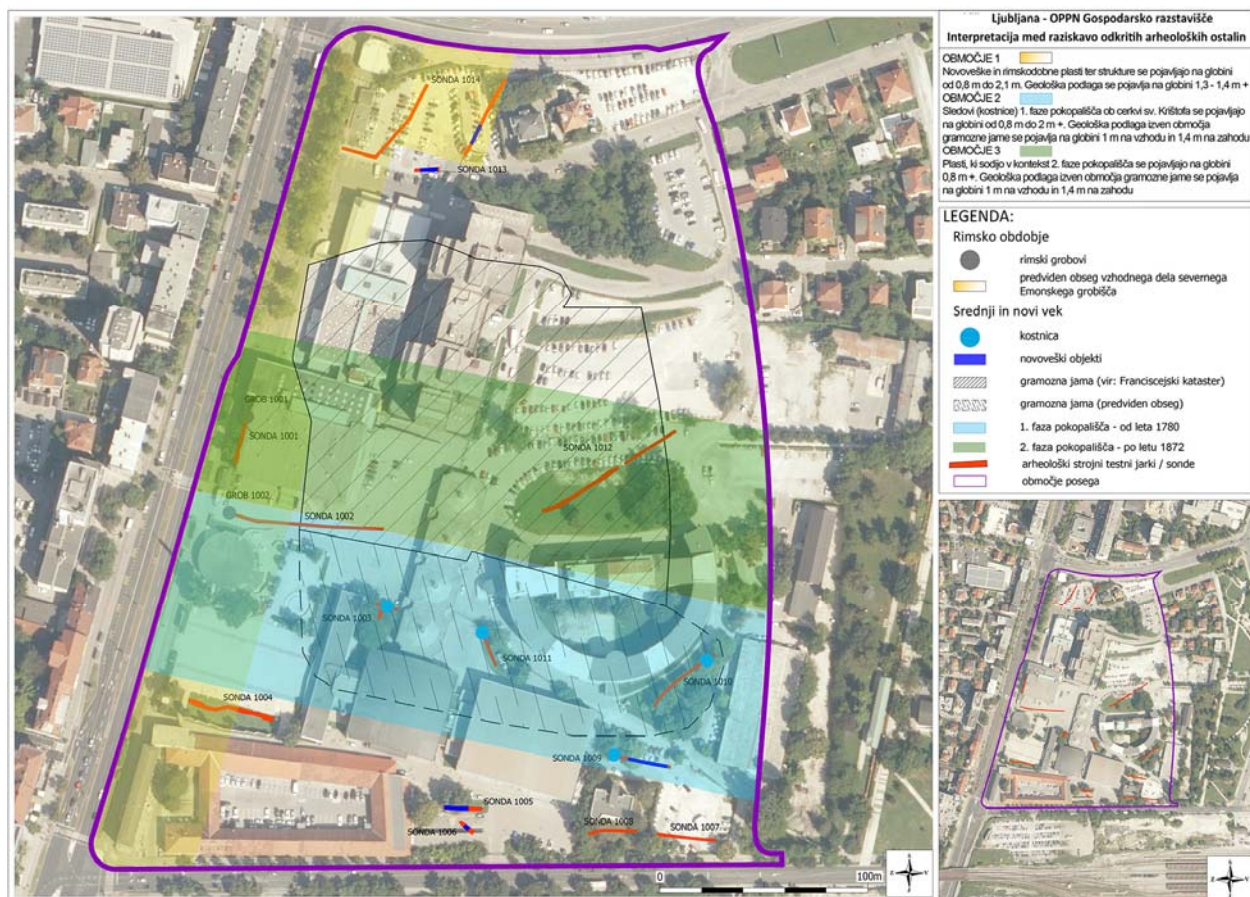 Ljubljana - OPPN Gospodarsko razstavišče
Interpretacija med raziskavo odkritih arheoloških ostalin
OBMOČJE 1
Novoveške in rimskodobne plasti ter strukture se pojavljajo na globini
od 0,8 m do 2,1 m. Geološka podlaga se pojavlja na globini 1,3 - 1,4 m +
OBMOČJE 2
Sledovi (kostnice) 1. faze pokopališča ob cerkvi sv. Krištofa se pojavljajo
na globini od 0,8 m do 2 m +. Geološka podlaga izven območja
gramozne jame se pojavlja na globini 1 m na vzhodu in 1,4 m na zahodu
OBMOČJE 3
Plasti, ki sodijo v kontekst 2. faze pokopališča se pojavljajo na globini
0,8 m +. Geološka podlaga izven območja gramozne jame se pojavlja
na globini 1 m na vzhodu in 1,4 m na zahodu
LEGENDA:
Rimsko obdobje
rimski grobovi
predviden obseg vzhodnega dela severnega
Emonskega grobišča
Srednji in novi vek
kostnica
novoveški objekti
gramozna jama (vir: Franciscejski kataster)
gramozna jama (predviden obseg)
1. faza pokopališča - od leta 1780
2. faza pokopališča - po letu 1872
arheološki strojni testni jarki / sonde
območje posega
SONDA 1014
SONDA 1013
GROB 1001
SONDA 1001
SONDA 1012
GROB 1002
SONDA 1002
SONDA 1003
SONDA 1011
SONDA 1010
SONDA 1004
SONDA 1009
SONDA 1005
SONDA 1006
SONDA 1008
SONDA 1007
0 100m